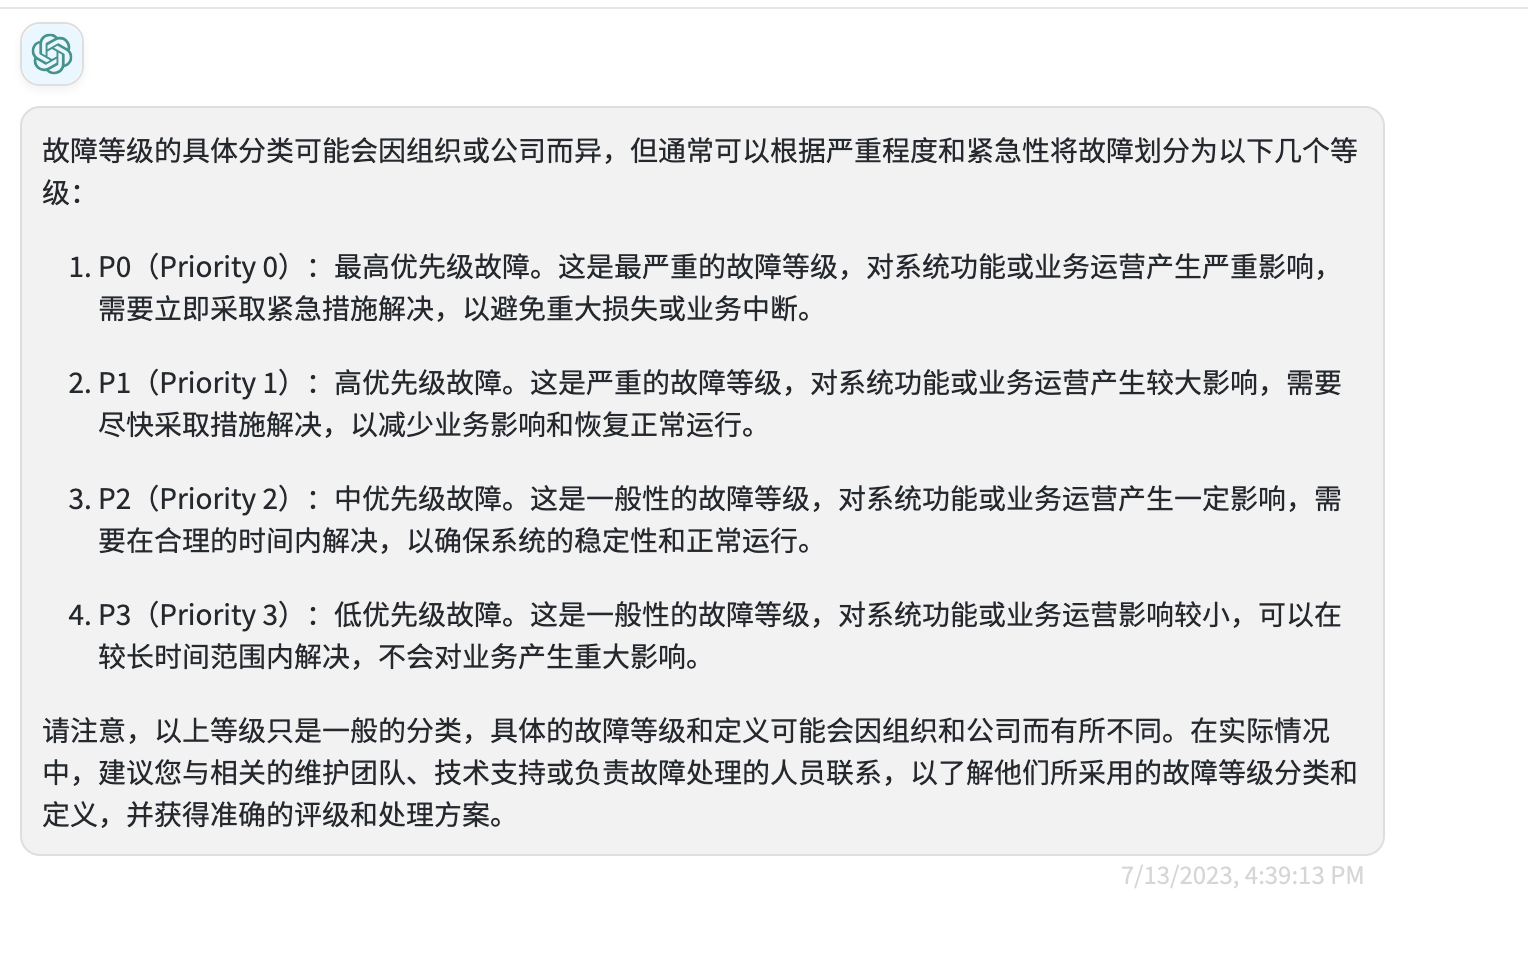 故障等级的具体分类可能会因组织或公司而异，但通常可以根据严重程度和紧急性将故障划分为以下几个等
级：
1. P0（Priority 0）：最高优先级故障。这是最严重的故障等级，对系统功能或业务运营产生严重影响，
需要立即采取紧急措施解决，以避免重大损失或业务中断。
2. P1（Priority 1）：高优先级故障。这是严重的故障等级，对系统功能或业务运营产生较大影响，需要
尽快采取措施解决，以减少业务影响和恢复正常运行。
3. P2（Priority 2）：中优先级故障。这是一般性的故障等级，对系统功能或业务运营产生一定影响，需
要在合理的时间内解决，以确保系统的稳定性和正常运行。
4. P3（Priority 3）：低优先级故障。这是一般性的故障等级，对系统功能或业务运营影响较小，可以在
较长时间范围内解决，不会对业务产生重大影响。
请注意，以上等级只是一般的分类，具体的故障等级和定义可能会因组织和公司而有所不同。在实际情况
中，建议您与相关的维护团队、技术支持或负责故障处理的人员联系，以了解他们所采用的故障等级分类和
定义，并获得准确的评级和处理方案。
7/13/2023, 4:39:13 PM